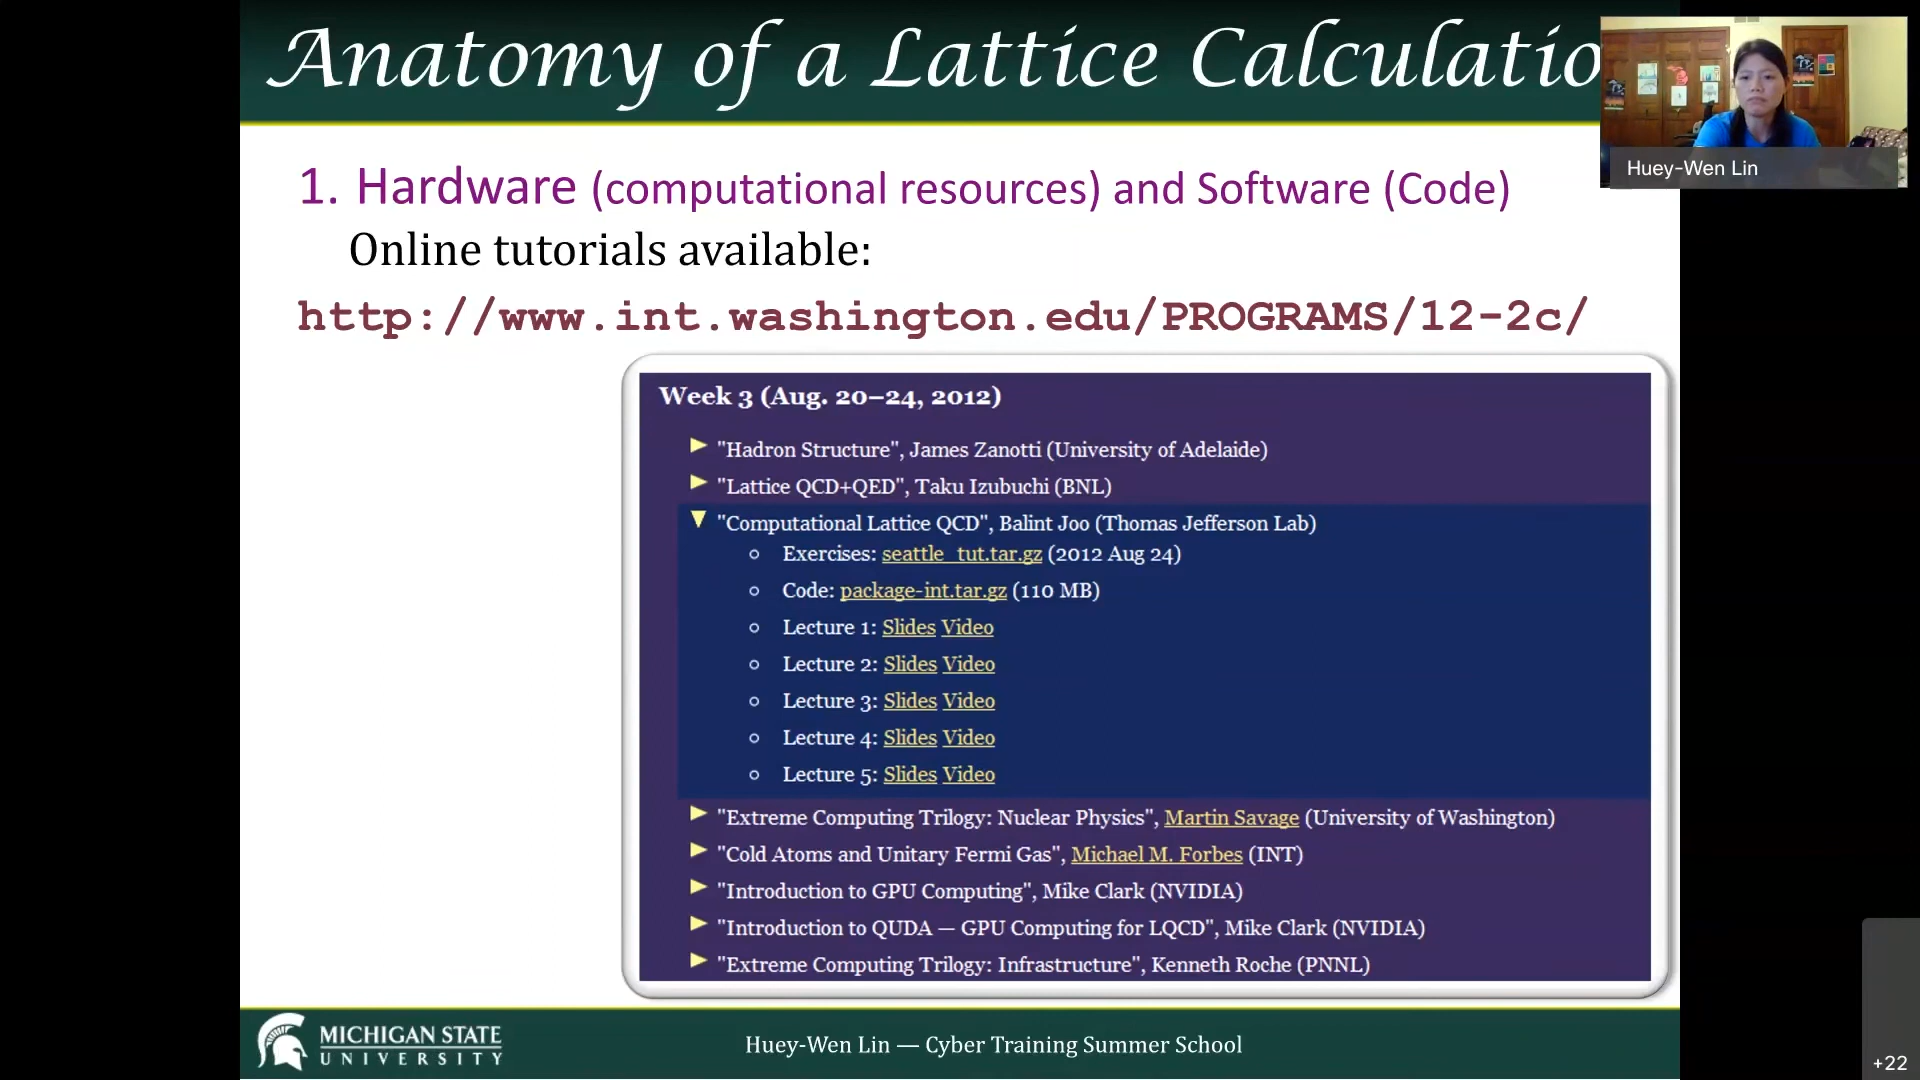 Anatomy of a Lattice Calculatio
Huey-Wen Lin
1. Hardware (computational resources) and Software (Code)
Online tutorials available:
http://www.int.washington.edu/PROGRAMS/12-2c/
Week 3 (Aug. 20–24, 2012)
"Hadron Structure", James Zanotti (University of Adelaide)
"Lattice QCD+QED", Taku Izubuchi (BNL)
"Computational Lattice QCD", Balint Joo (Thomas Jefferson Lab)
Exercises: seattle_tut.tar.gz (2012 Aug 24)
Code: package-int.tar.gz (110 MB)
Lecture 1: Slides Video
Lecture 2: Slides Video
Lecture 3: Slides Video
Lecture 4: Slides Video
Lecture 5: Slides Video
"Extreme Computing Trilogy: Nuclear Physics", Martin Savage (University of Washington)
"Cold Atoms and Unitary Fermi Gas", Michael M. Forbes (INT)
"Introduction to GPU Computing", Mike Clark (NVIDIA)
"Introduction to QUDA — GPU Computing for LQCD", Mike Clark (NVIDIA)
"Extreme Computing Trilogy: Infrastructure", Kenneth Roche (PNNL)
MICHIGAN STATE
UNIVERSITY
Huey-Wen Lin — Cyber Training Summer School
+22